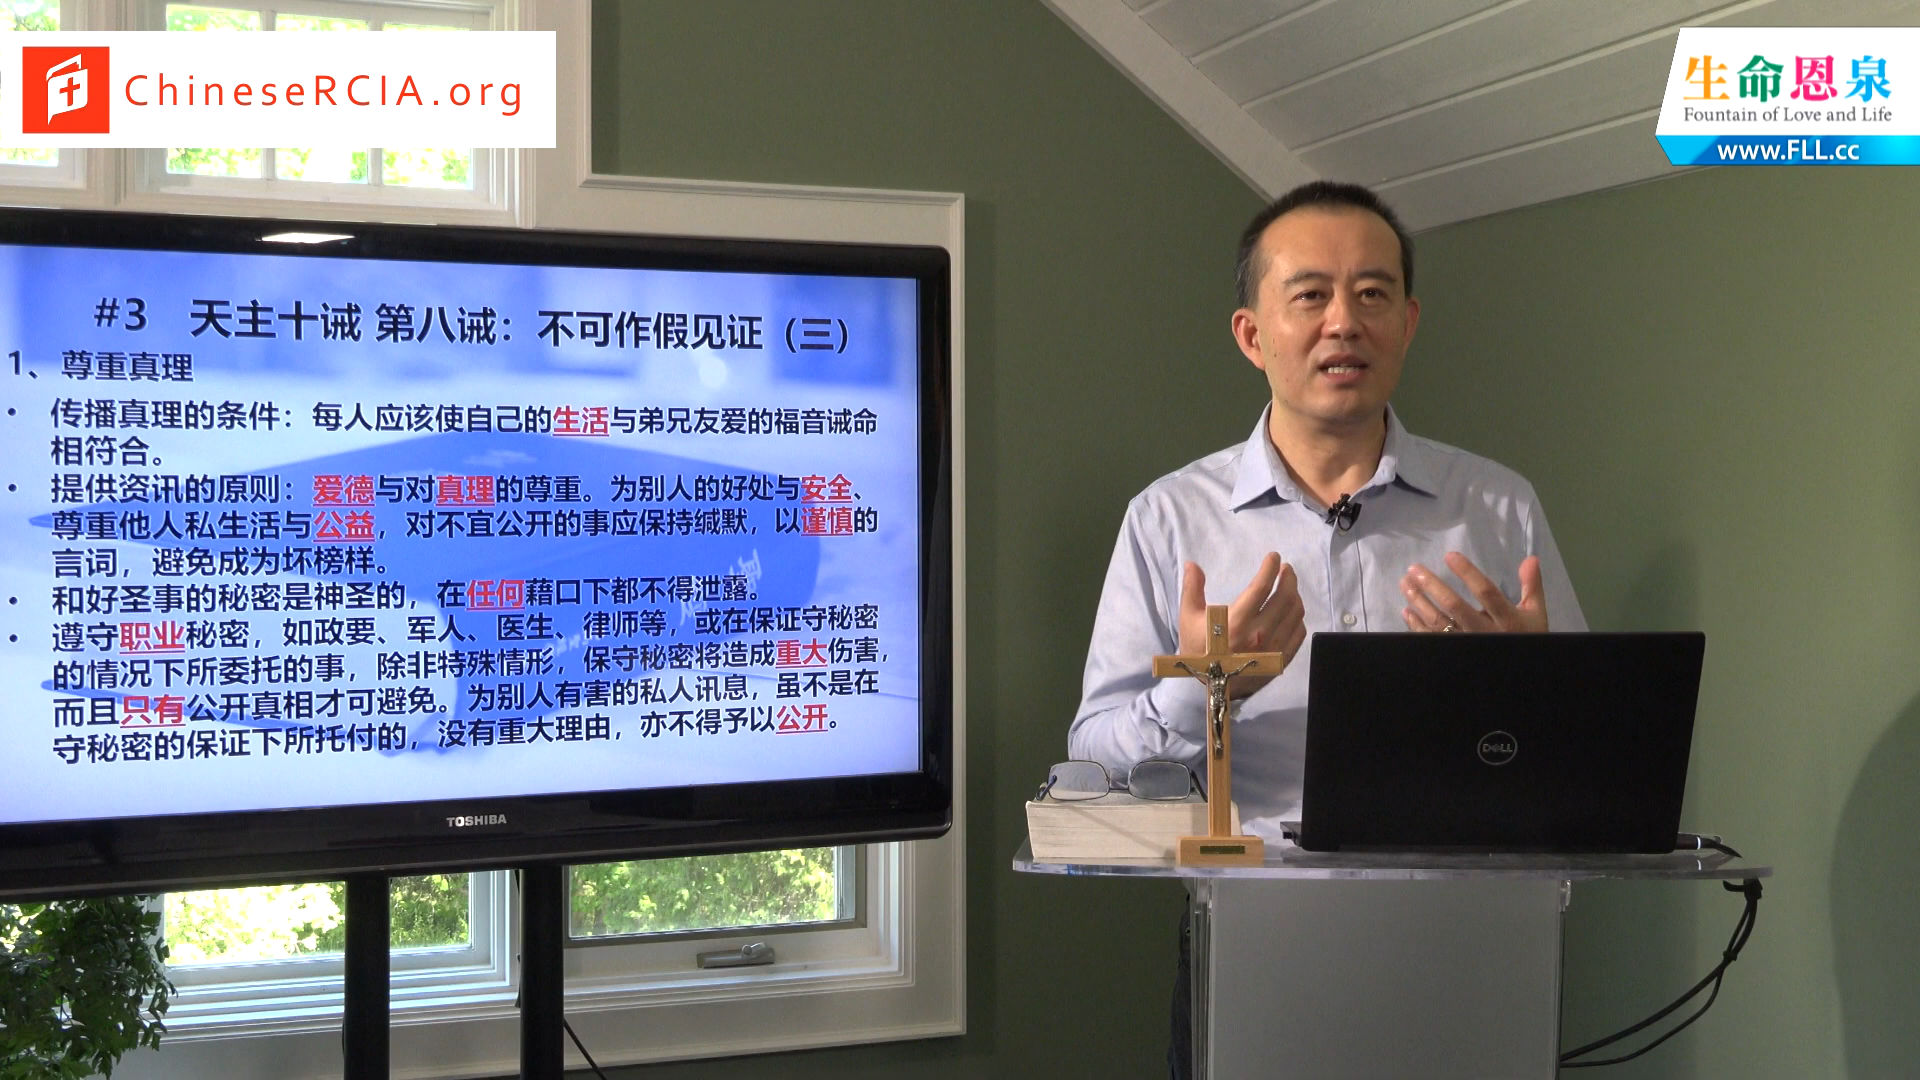 ChineseRCIA.org
生命恩泉
Fountain of Love and Life
www.FLL.cc
#3 天主十诫 第八诫：不可作假见证（三）
1、尊重真理
• 传播真理的条件：每人应该使自己的生活与弟兄友爱的福音诫命
相符合。
• 提供资讯的原则：爱德与对真理的尊重。为别人的好处与安全、
尊重他人私生活与公益，对不宜公开的事应保持缄默，以谨慎的
言词，避免成为坏榜样。
• 和好圣事的秘密是神圣的，在任何藉口下都不得泄露。
• 遵守职业秘密，如政要、军人、医生、律师等，或在保证守秘密
的情况下所委托的事，除非特殊情形，保守秘密将造成重大伤害，
而且只有公开真相才可避免。为别人有害的私人讯息，虽不是在
守秘密的保证下所托付的，没有重大理由，亦不得予以公开。
TOSHIBA
DELL